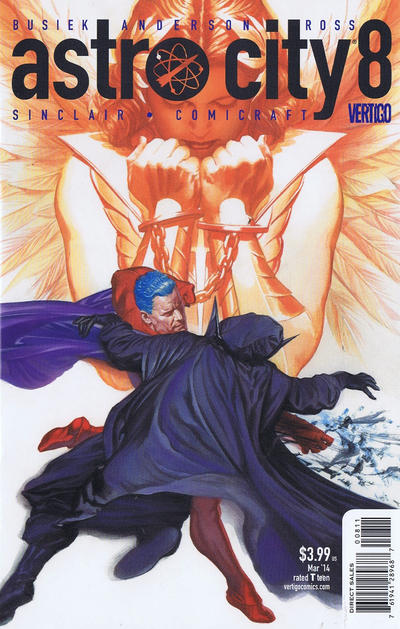 BUSIEK ANDERSON ROSS
astro city 8
SINCLAIR • COMICRAFT VERTIGO
$3.99 US
Mar '14
rated T teen
vertigocomics.com
DIRECT SALES
00811
7 61941 28968 7